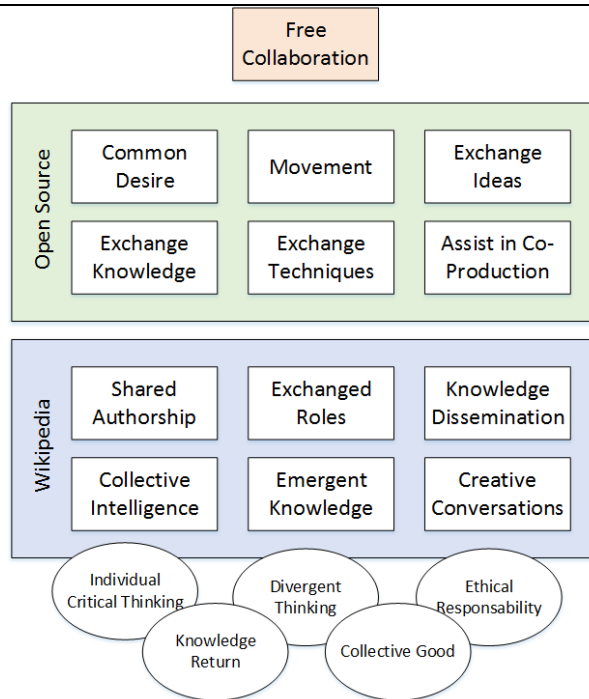 Free
Collaboration
Open Source
Common
Desire
Movement
Exchange
Ideas
Exchange
Knowledge
Exchange
Techniques
Assist in Co-
Production
Wikipedia
Shared
Authorship
Exchanged
Roles
Knowledge
Dissemination
Collective
Intelligence
Emergent
Knowledge
Creative
Conversations
Individual
Critical Thinking
Divergent
Thinking
Ethical
Responsability
Knowledge
Return
Collective Good